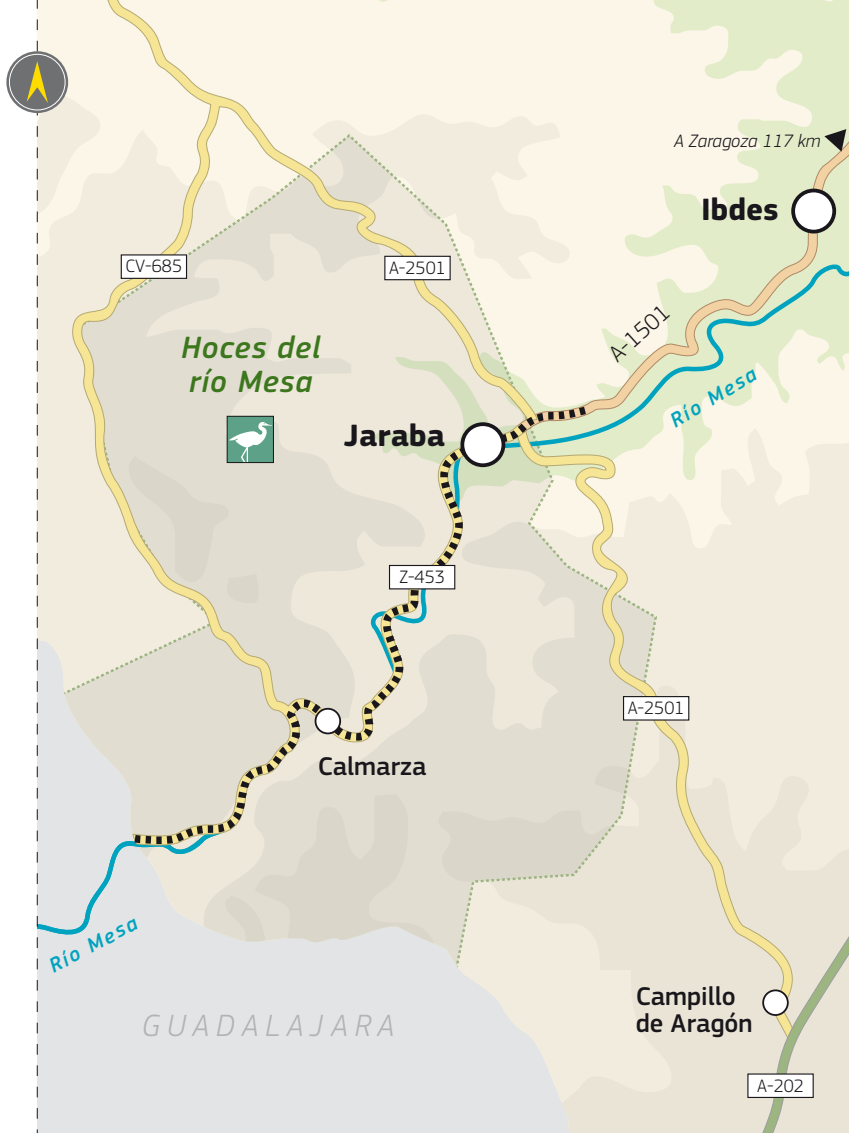 A Zaragoza 117 km
Ibdes
CV-685
A-2501
A-1501
Hoces del
río Mesa
Río Mesa
Jaraba
Z-453
A-2501
Calmarza
Río Mesa
Campillo
de Aragón
GUADALAJARA
A-202